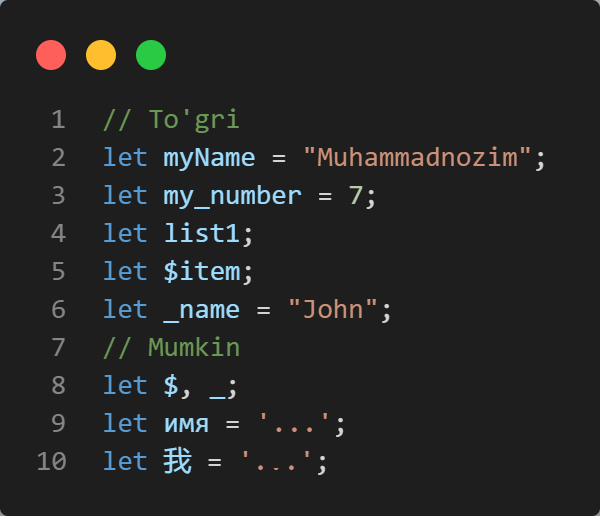 1 // To'gri
2 let myName = "Muhammadnozim";
3 let my_number = 7;
4 let list1;
5 let $item;
6 let _name = "John";
7 // Mumkin
8 let $, _;
9 let имя = '...';
10 let 我 = '...';